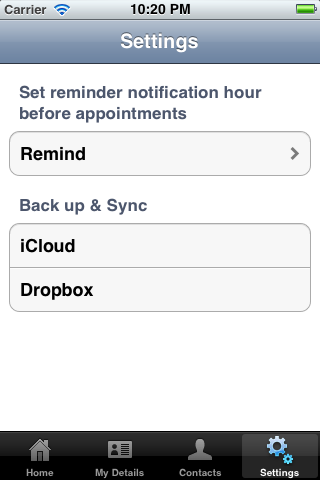 Carrier 10:20 PM
Settings
Set reminder notification hour
before appointments
Remind
Back up & Sync
iCloud
Dropbox
Home My Details Contacts Settings